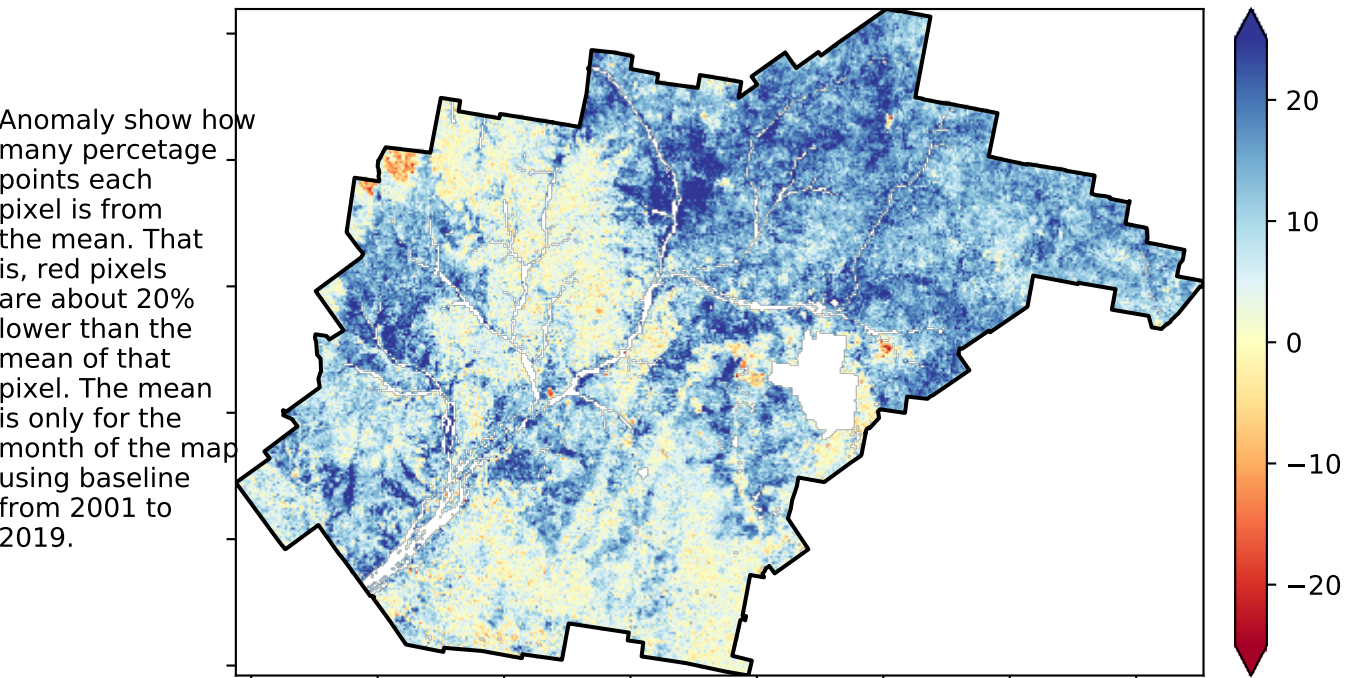 Anomaly show how
many percetage
points each
pixel is from
the mean. That
is, red pixels
are about 20%
lower than the
mean of that
pixel. The mean
is only for the
month of the map
using baseline
from 2001 to
2019.
20
10
0
−10
−20